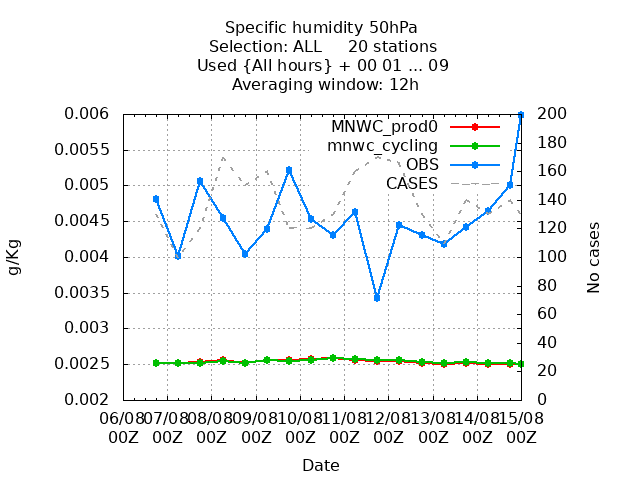 Specific humidity 50hPa
Selection: ALL     20 stations
Used {All hours} + 00 01 ... 09
Averaging window: 12h
MNWC_prod0
mnwc_cycling
OBS
CASES
0.006
0.0055
0.005
0.0045
0.004
0.0035
0.003
0.0025
0.002
200
180
160
140
120
100
80
60
40
20
0
g/Kg
No cases
06/08 07/08 08/08 09/08 10/08 11/08 12/08 13/08 14/08 15/08
00Z 00Z 00Z 00Z 00Z 00Z 00Z 00Z 00Z 00Z
Date